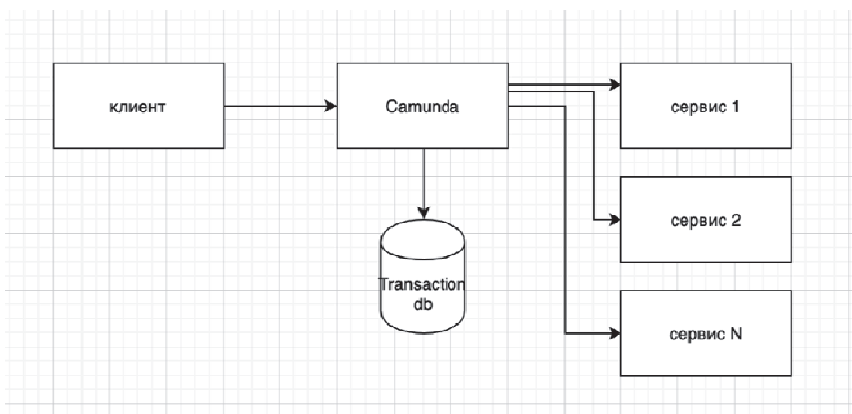 клиент
Camunda
сервис 1
сервис 2
Transaction
db
сервис N